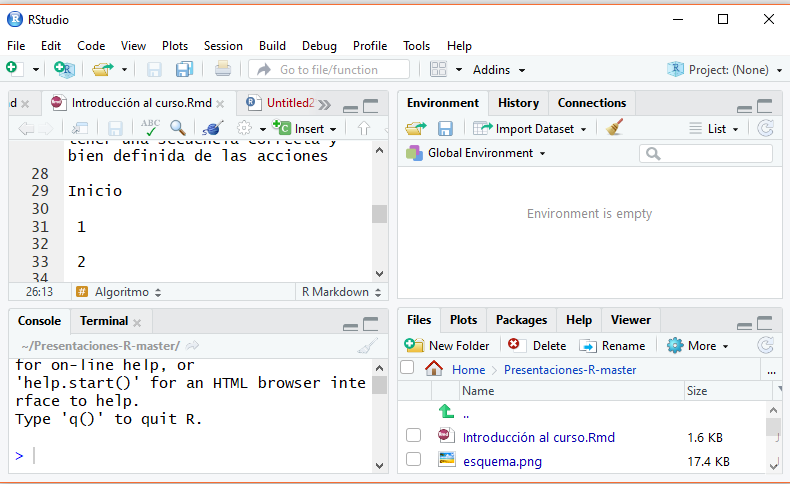 RStudio
File Edit Code View Plots Session Build Debug Profile Tools Help
Go to file/function Addins Project: (None)
d Introducción al curso.Rmd Untitled2
ABC Insert
tener una secuencia correcta y
bien definida de las acciones
28
29 Inicio
30
31 1
32
33 2
34
26:13 # Algoritmo R Markdown
Console Terminal
~/Presentaciones-R-master/
for on-line help, or
'help.start()' for an HTML browser inte
rface to help.
Type 'q()' to quit R.
>
Environment History Connections
Import Dataset List
Global Environment
Environment is empty
Files Plots Packages Help Viewer
New Folder Delete Rename More
Home Presentaciones-R-master ...
Name Size
..
Introducción al curso.Rmd 1.6 KB
esquema.png 17.4 KB